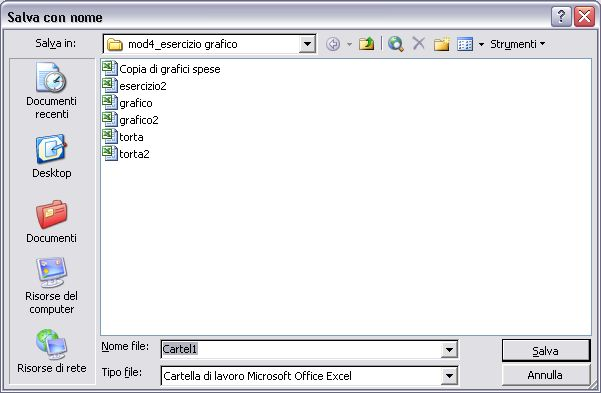 Salva con nome
Salva in: mod4_esercizio grafico Strumenti
Documenti recenti
Desktop
Documenti
Risorse del computer
Risorse di rete
Copia di grafici spese
esercizio2
grafico
grafico2
torta
torta2
Nome file: Cartel1 Salva
Tipo file: Cartella di lavoro Microsoft Office Excel Annulla